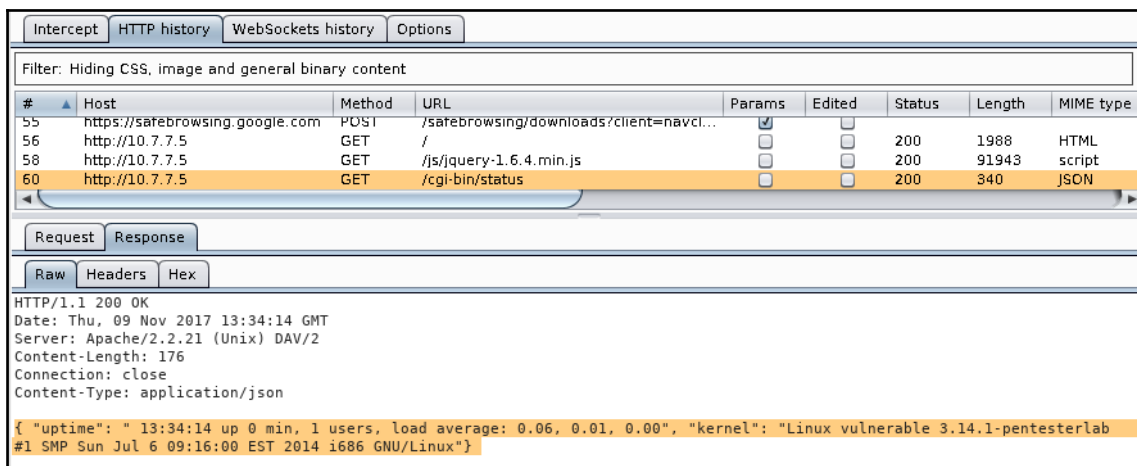 Intercept HTTP history WebSockets history Options
Filter: Hiding CSS, image and general binary content
# Host Method URL Params Edited Status Length MIME type
55 https://safebrowsing.google.com POST /safebrowsing/downloads?client=navcl...
56 http://10.7.7.5 GET / 200 1988 HTML
58 http://10.7.7.5 GET /js/jquery-1.6.4.min.js 200 91943 script
60 http://10.7.7.5 GET /cgi-bin/status 200 340 JSON
Request Response
Raw Headers Hex
HTTP/1.1 200 OK
Date: Thu, 09 Nov 2017 13:34:14 GMT
Server: Apache/2.2.21 (Unix) DAV/2
Content-Length: 176
Connection: close
Content-Type: application/json
{ "uptime": " 13:34:14 up 0 min, 1 users, load average: 0.06, 0.01, 0.00", "kernel": "Linux vulnerable 3.14.1-pentesterlab
#1 SMP Sun Jul 6 09:16:00 EST 2014 i686 GNU/Linux"}